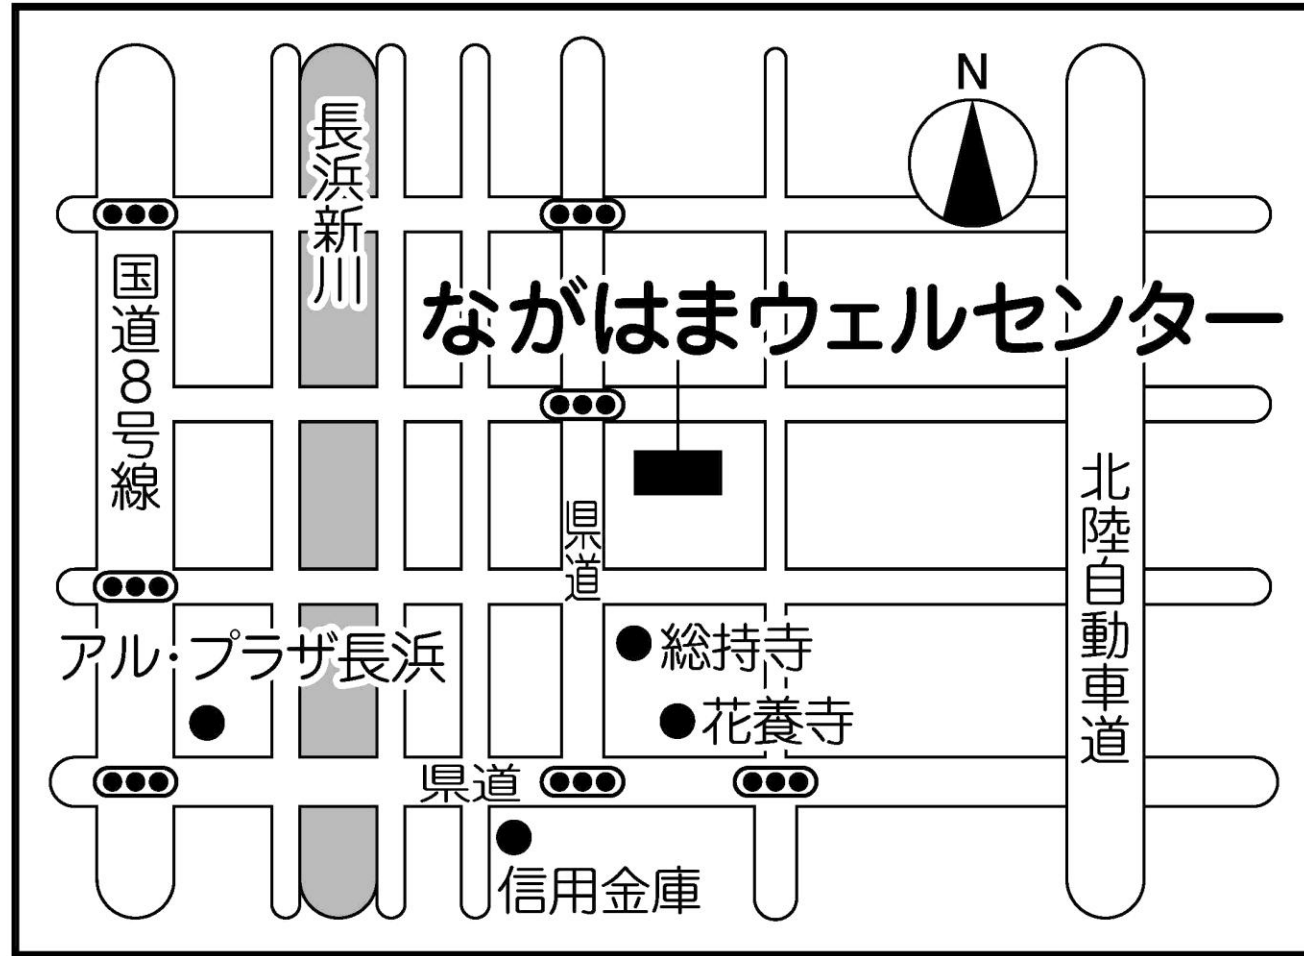 N
長浜新川
国道8号線
ながはまウェルセンター
県道
北陸自動車道
総持寺
アル・プラザ長浜
花養寺
県道
信用金庫